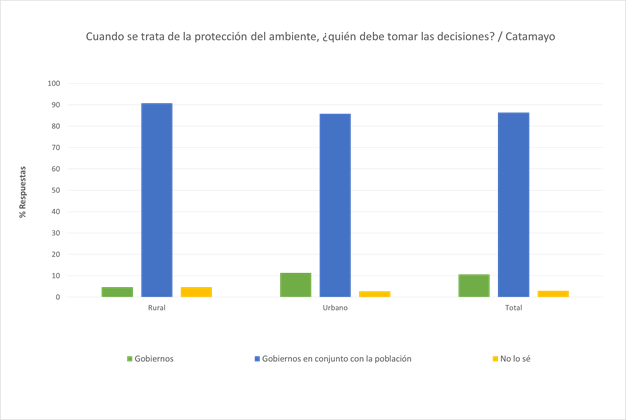 Cuando se trata de la protección del ambiente, ¿quién debe tomar las decisiones? / Catamayo
100
90
80
70
60
50
40
30
20
10
0
% Respuestas
Rural
Urbano
Total
Gobiernos
Gobiernos en conjunto con la población
No lo sé